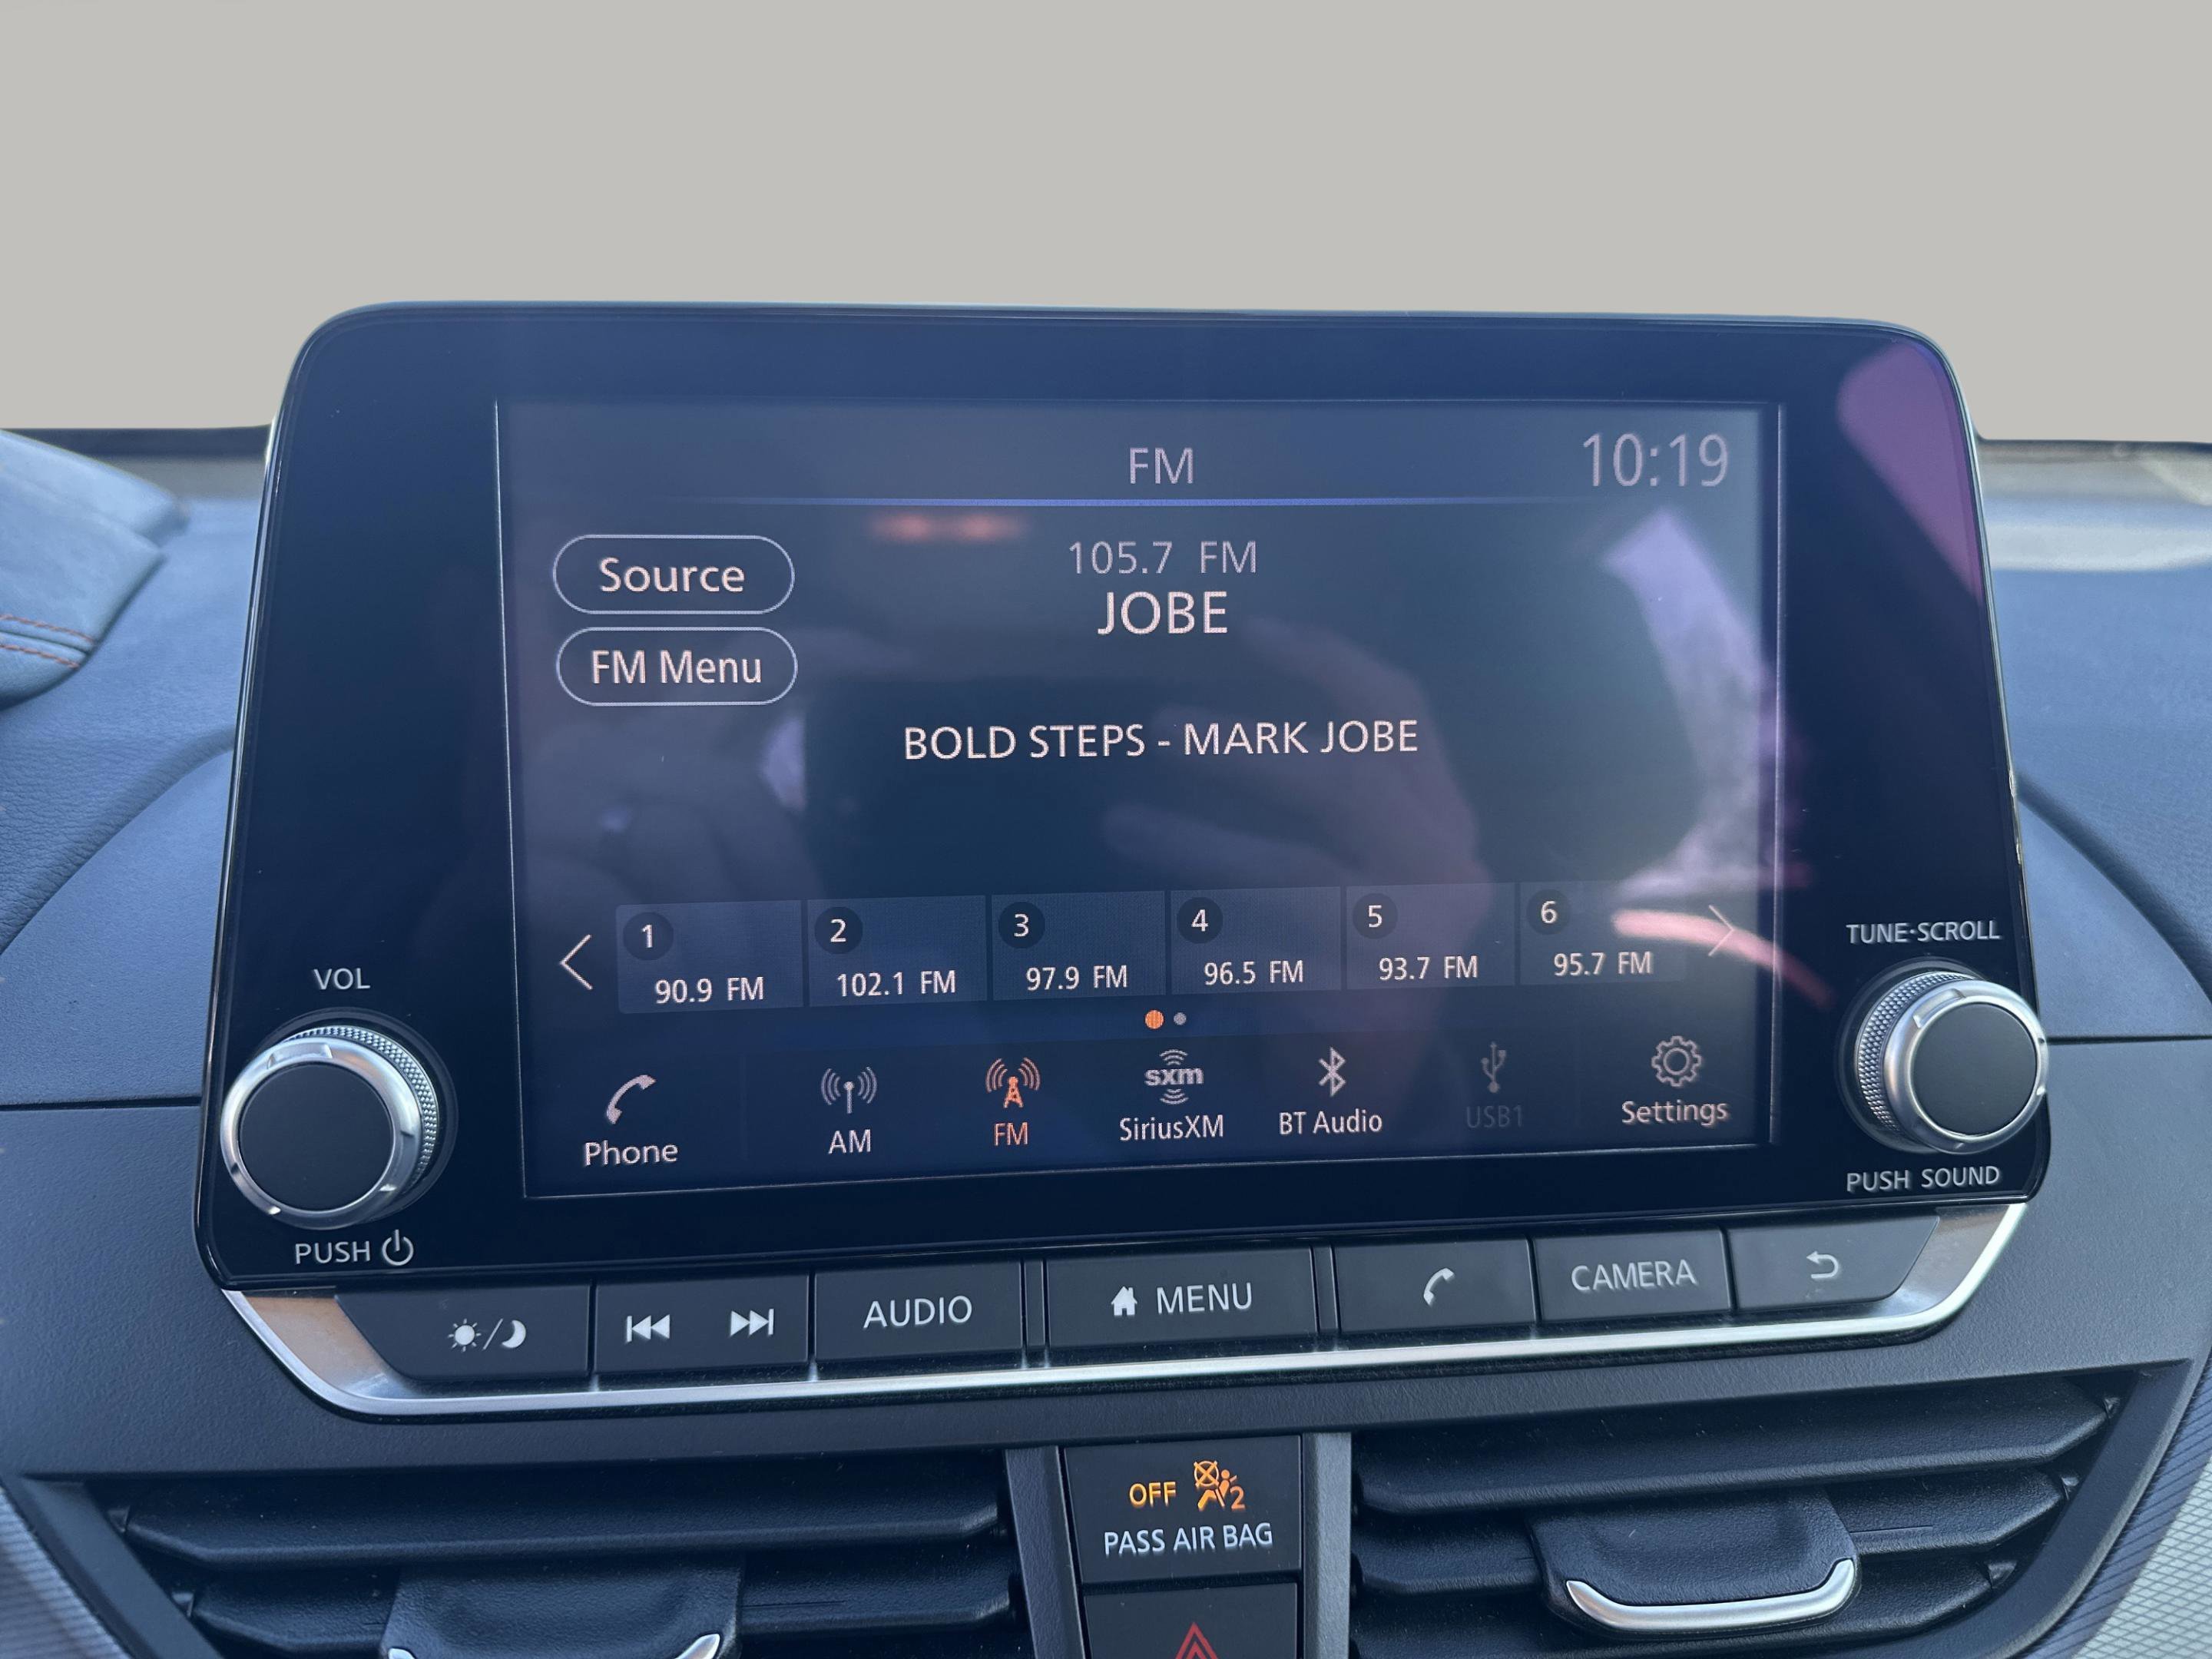 FM
10:19
Source
105.7 FM
JOBE
FM Menu
BOLD STEPS - MARK JOBE
1 2 3 4 5 6
90.9 FM 102.1 FM 97.9 FM 96.5 FM 93.7 FM 95.7 FM
Phone AM FM SiriusXM BT Audio USB1 Settings
sxm
VOL
PUSH
TUNE·SCROLL
PUSH SOUND
AUDIO MENU CAMERA
OFF 2
PASS AIR BAG